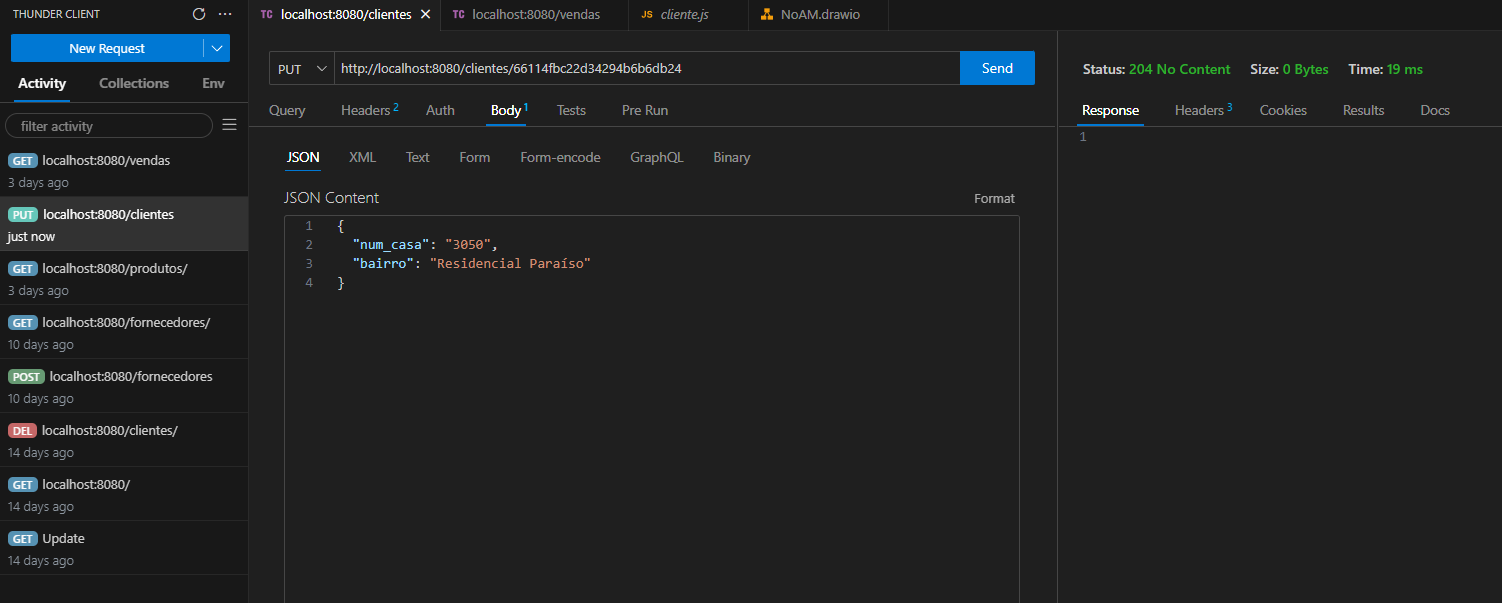 THUNDER CLIENT
New Request
Activity Collections Env
filter activity
GET localhost:8080/vendas
3 days ago
PUT localhost:8080/clientes
just now
GET localhost:8080/produtos/
3 days ago
GET localhost:8080/fornecedores/
10 days ago
POST localhost:8080/fornecedores
10 days ago
DEL localhost:8080/clientes/
14 days ago
GET localhost:8080/
14 days ago
GET Update
14 days ago
TC localhost:8080/clientes TC localhost:8080/vendas JS cliente.js NoAM.drawio
PUT http://localhost:8080/clientes/66114fbc22d34294b6b6db24 Send
Query Headers 2 Auth Body 1 Tests Pre Run
JSON XML Text Form Form-encode GraphQL Binary
JSON Content Format
1 {
2 "num_casa": "3050",
3 "bairro": "Residencial Paraíso"
4 }
Status: 204 No Content Size: 0 Bytes Time: 19 ms
Response Headers 3 Cookies Results Docs
1